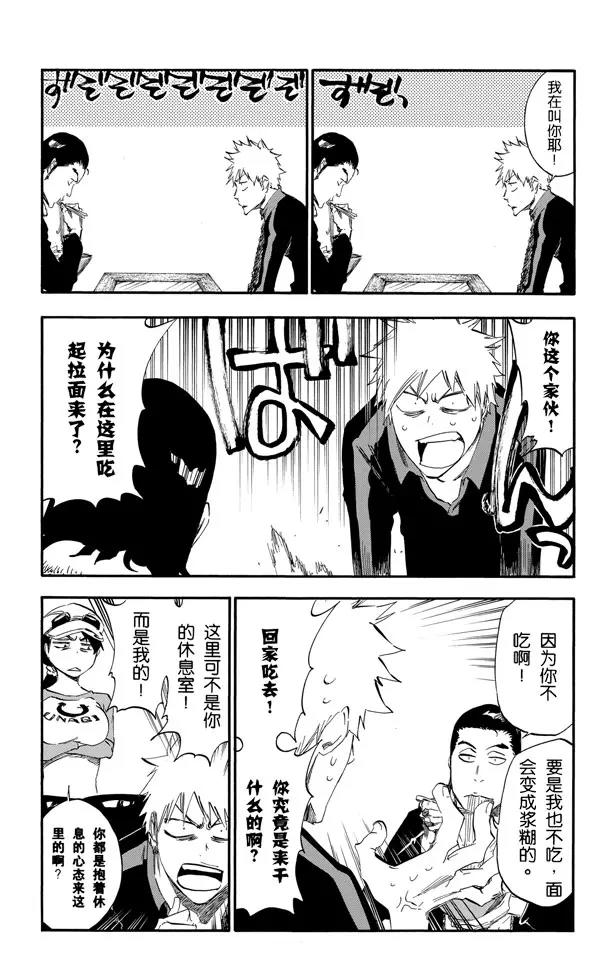 我在叫你耶！
ずぞぞ
ずぞぞぞぞぞぞ
你这个家伙！
ば
ん
为什么在这里吃
起拉面来了？
因为你不
吃啊！
要是我也不吃，面
会变成浆糊的。
回家吃去！
你究竟是来干
什么的啊？
这里可不是你
的休息室！
而是我的！
UNAGI
你都是抱着休
息的心态来这
里的啊？